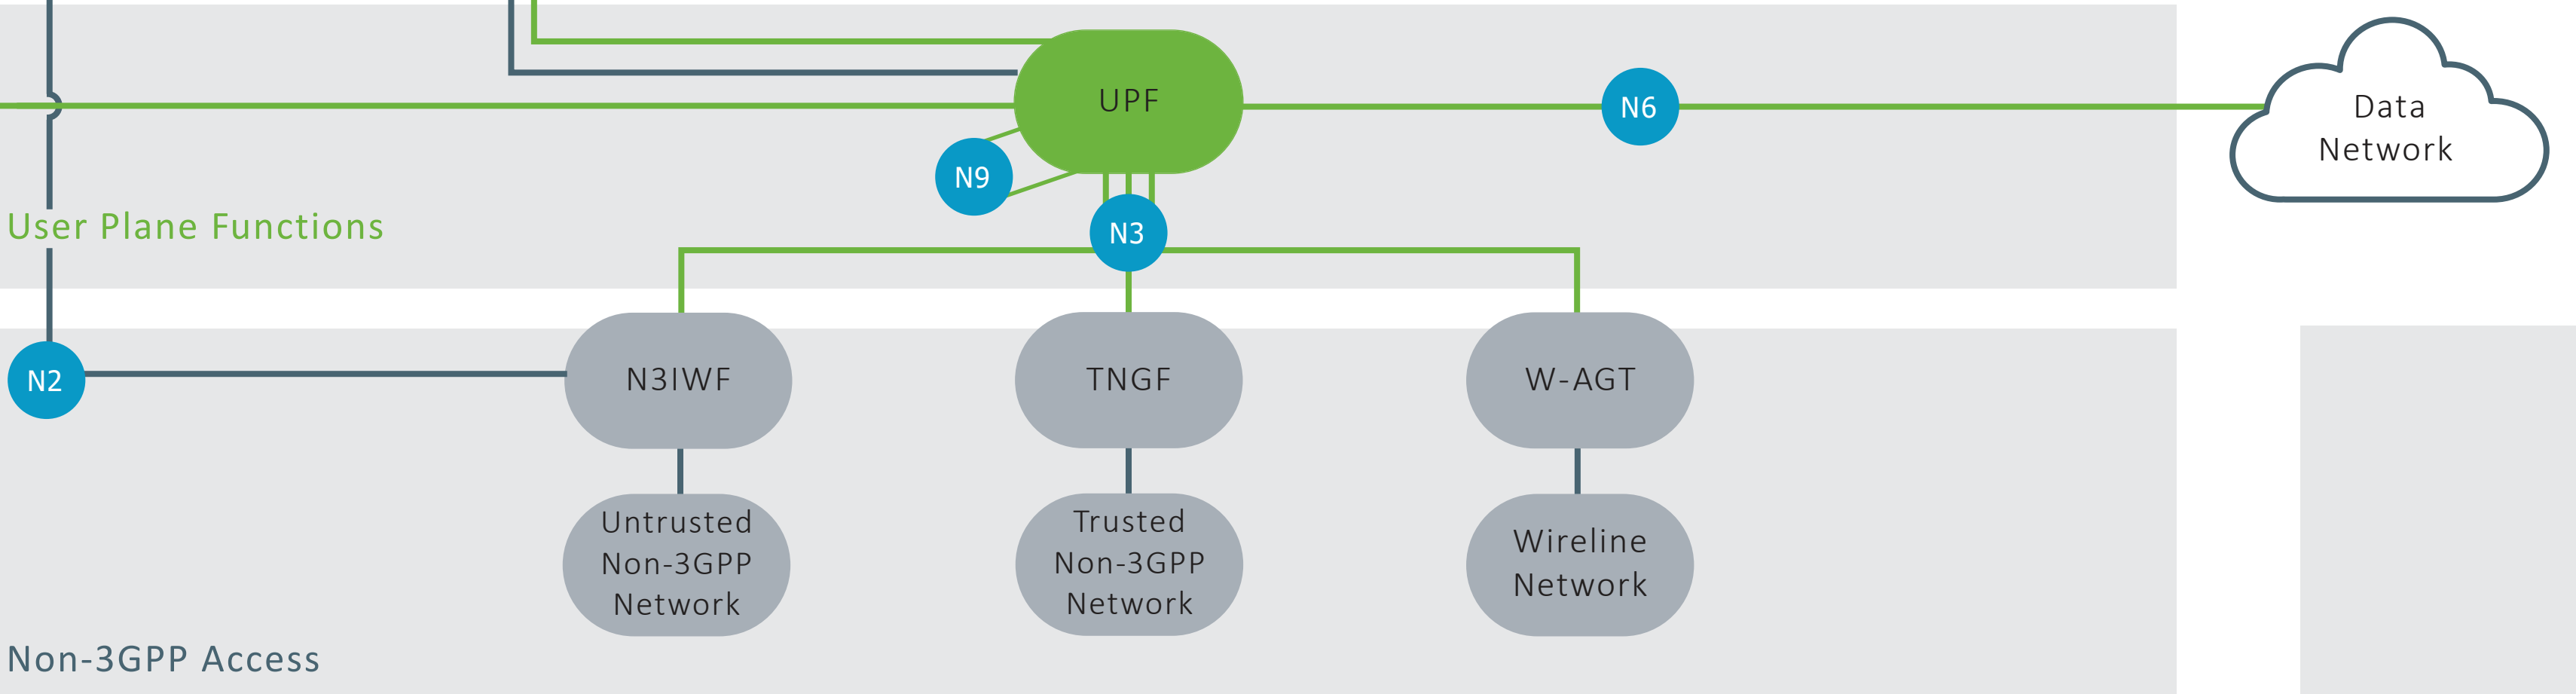 UPF
N6
Data
Network
N9
User Plane Functions
N3
N2
N3IWF
TNGF
W-AGT
Untrusted
Non-3GPP
Network
Trusted
Non-3GPP
Network
Wireline
Network
Non-3GPP Access